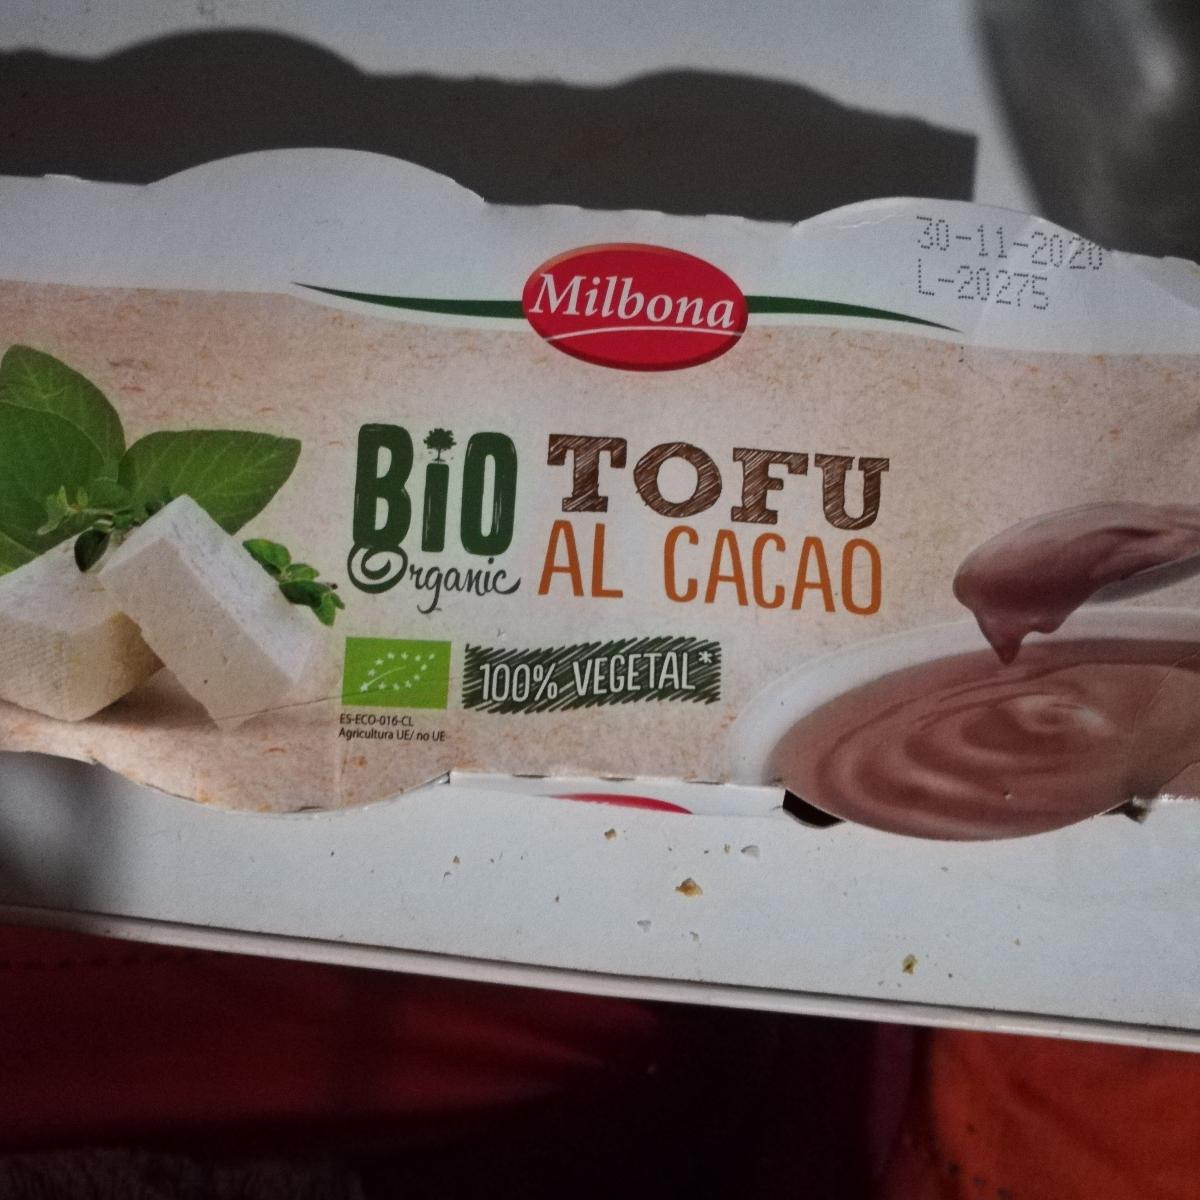 30-11-2020
L-20275
Milbona
BiO
Organic
TOFU
AL CACAO
100% VEGETAL*
ES-ECO-016-CL
Agricultura UE/ no UE